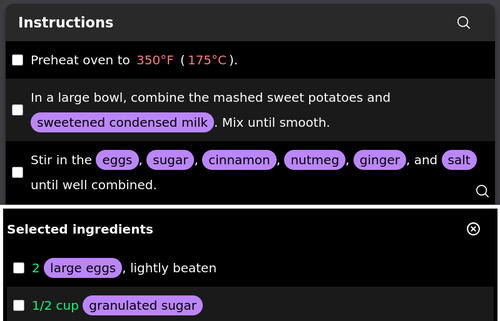 Instructions
Preheat oven to 350°F (175°C).
In a large bowl, combine the mashed sweet potatoes and
sweetened condensed milk. Mix until smooth.
Stir in the eggs, sugar, cinnamon, nutmeg, ginger, and salt
until well combined.
Selected ingredients
2 large eggs, lightly beaten
1/2 cup granulated sugar